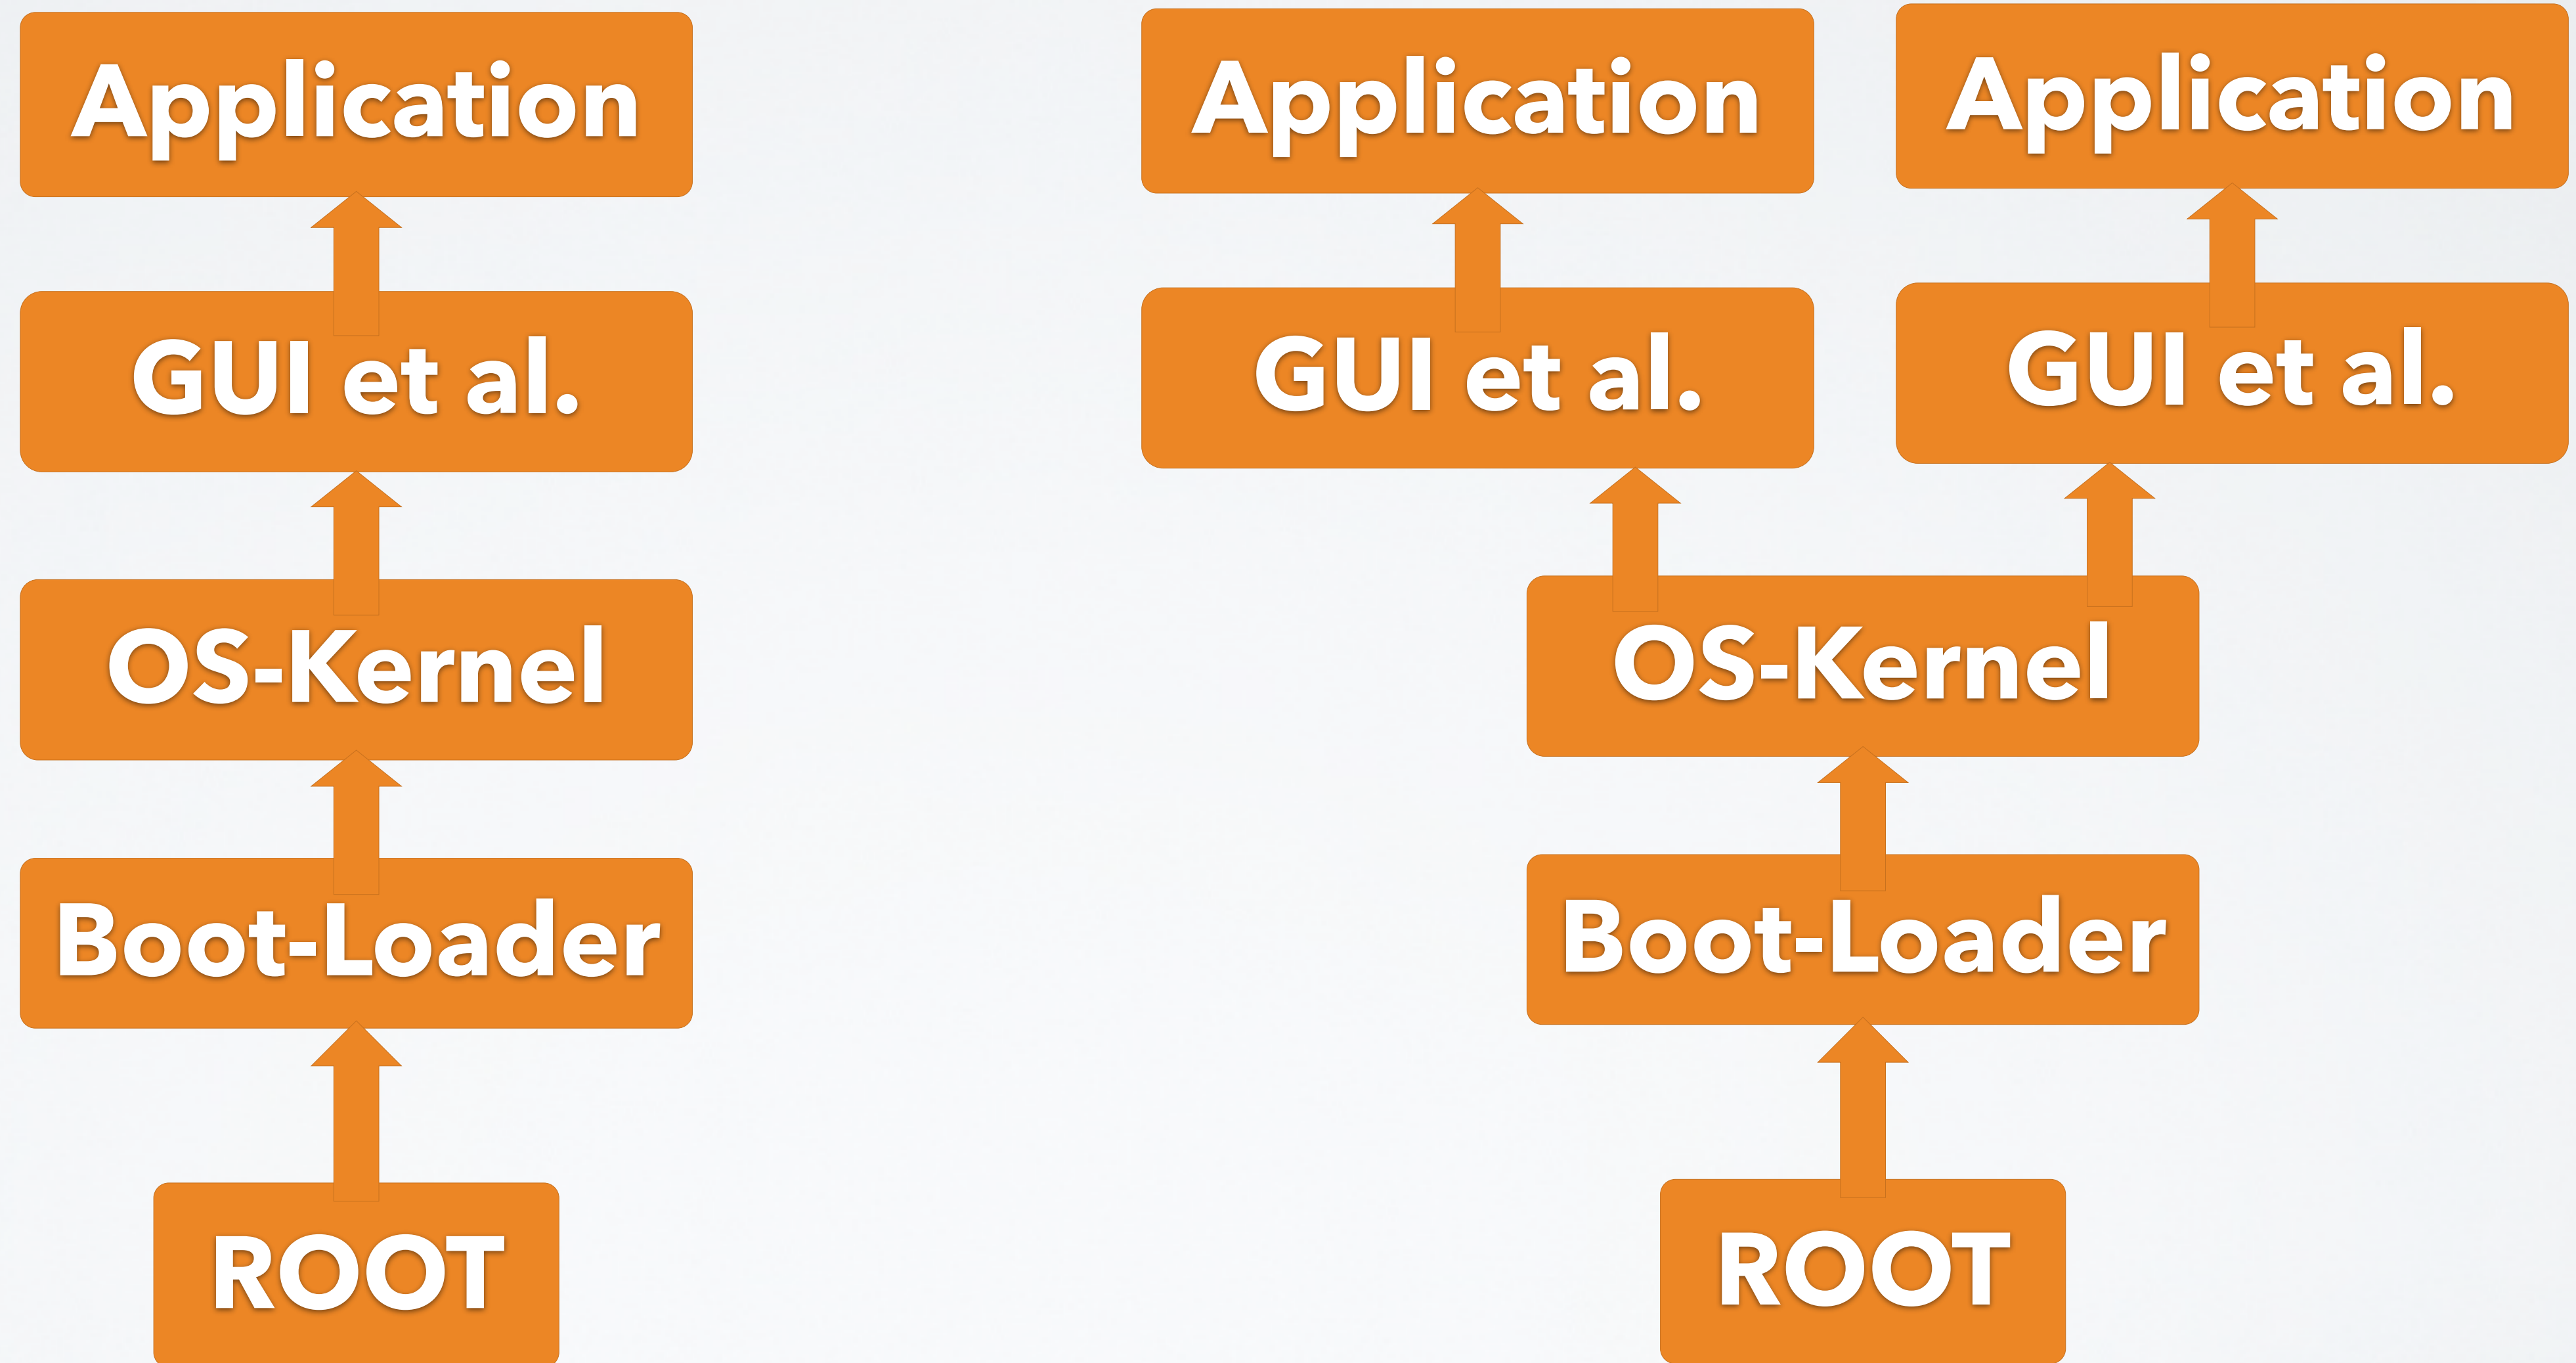 Application
GUI et al.
OS-Kernel
Boot-Loader
ROOT
Application
Application
GUI et al.
GUI et al.
OS-Kernel
Boot-Loader
ROOT